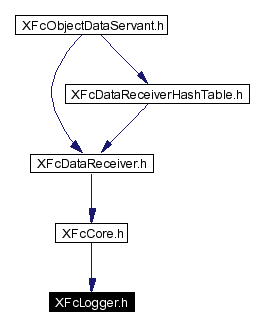 XFcObjectDataServant.h
XFcDataReceiverHashTable.h
XFcDataReceiver.h
XFcCore.h
XFcLogger.h